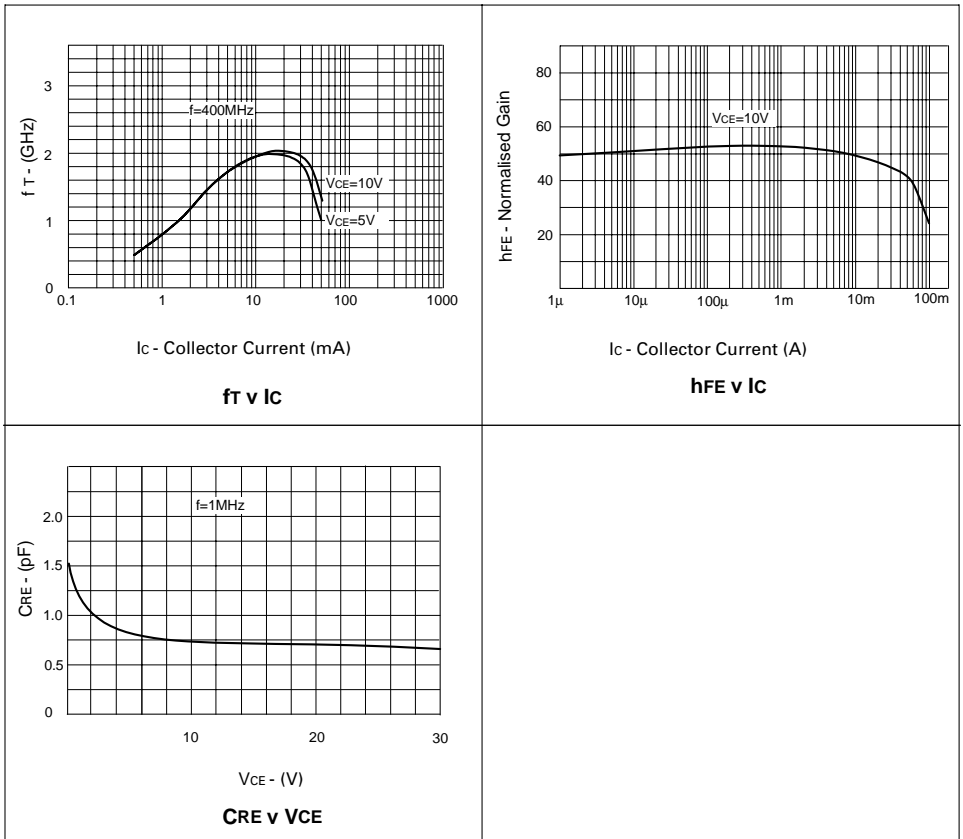 f T - (GHz)
3
2
1
0
f=400MHz
VCE=10V
VCE=5V
0.1 1 10 100 1000
IC - Collector Current (mA)
fT v IC
hFE - Normalised Gain
80
60
40
20
VCE=10V
1µ 10µ 100µ 1m 10m 100m
IC - Collector Current (A)
hFE v IC
CRE - (pF)
2.0
1.5
1.0
0.5
0
f=1MHz
10 20 30
VCE - (V)
CRE v VCE